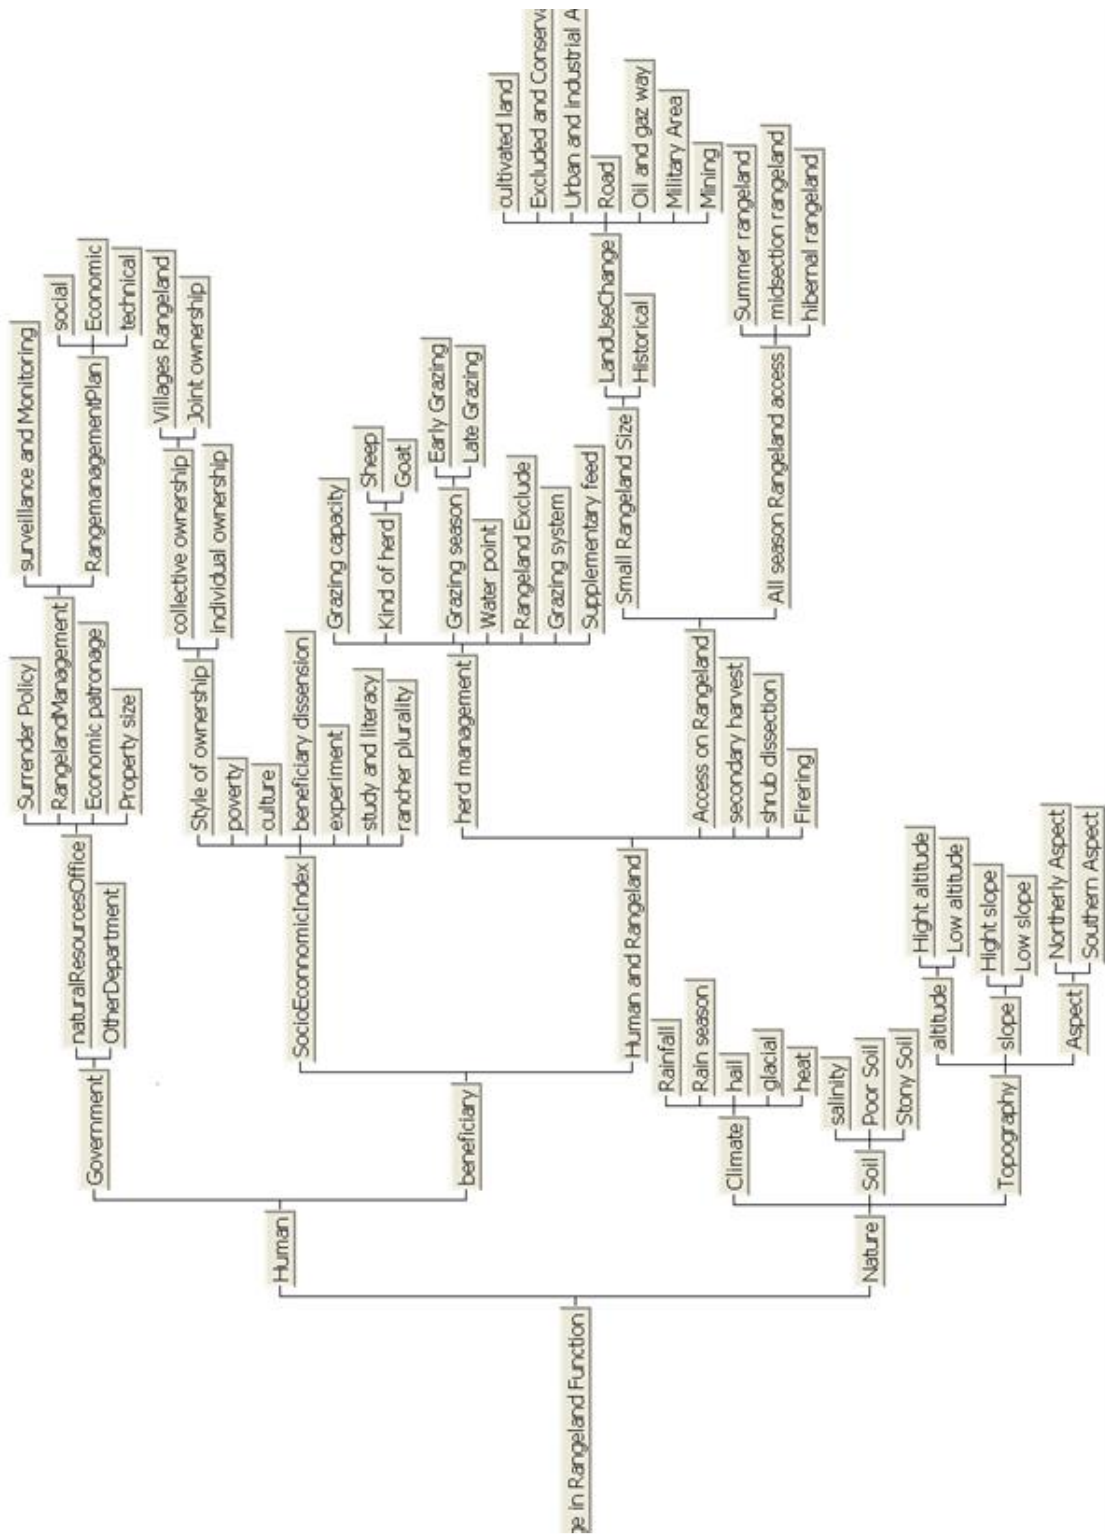 ge in Rangeland Function
Human
Government
naturalResourcesOffice
Surrender Policy
RangelandManagement
surveillance and Monitoring
RangemanagementPlan
social
Economic
technical
Economic patronage
Property size
OtherDepartment
beneficiary
SocioEconnomicIndex
Style of ownership
collective ownership
Villages Rangeland
Joint ownership
individual ownership
poverty
culture
beneficiary dissension
experiment
study and literacy
rancher plurality
Human and Rangeland
herd management
Grazing capacity
Kind of herd
Sheep
Goat
Grazing season
Early Grazing
Late Grazing
Water point
Rangeland Exclude
Grazing system
Supplementary feed
Access on Rangeland
Small Rangeland Size
LandUseChange
cultivated land
Excluded and Conserva
Urban and industrial A
Road
Oil and gaz way
Military Area
Mining
Historical
All season Rangeland access
Summer rangeland
midsection rangeland
hibernal rangeland
secondary harvest
shrub dissection
Firering
Nature
Climate
Rainfall
Rain season
hail
glacial
heat
Soil
salinity
Poor Soil
Stony Soil
Topography
altitude
Hight altitude
Low altitude
slope
Hight slope
Low slope
Aspect
Northerly Aspect
Southern Aspect